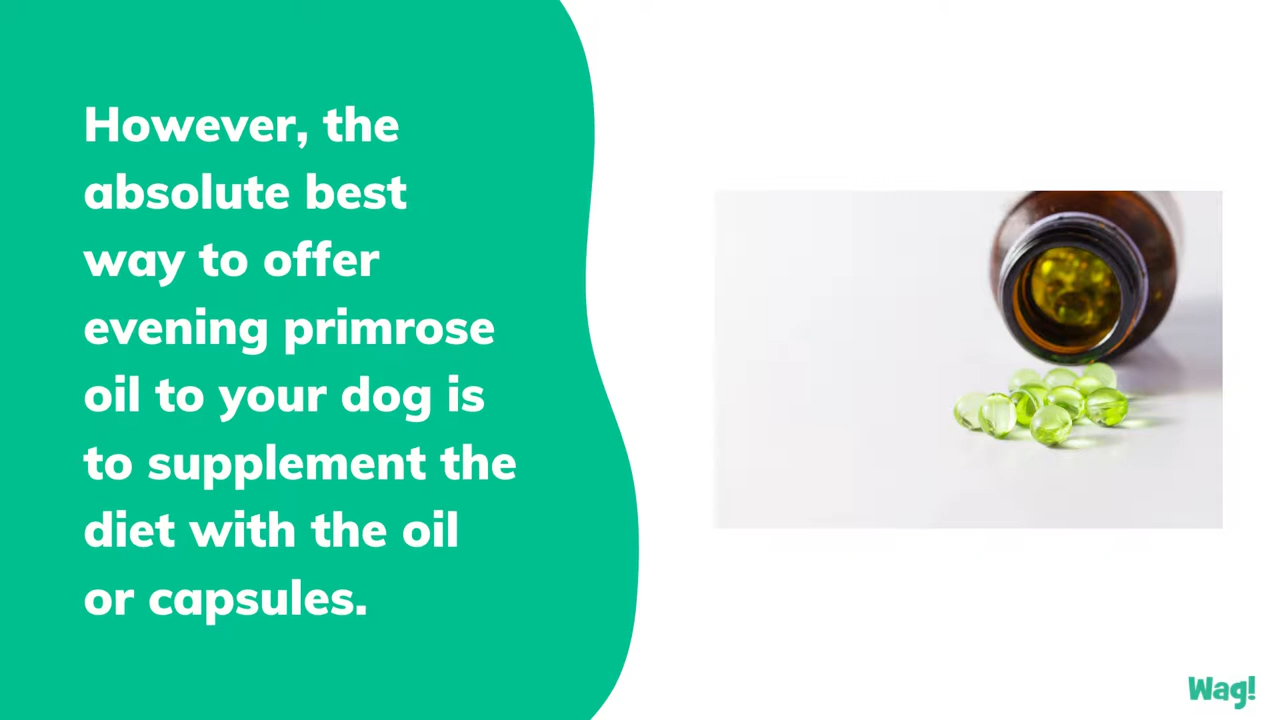 However, the
absolute best
way to offer
evening primrose
oil to your dog is
to supplement the
diet with the oil
or capsules.
Wag!